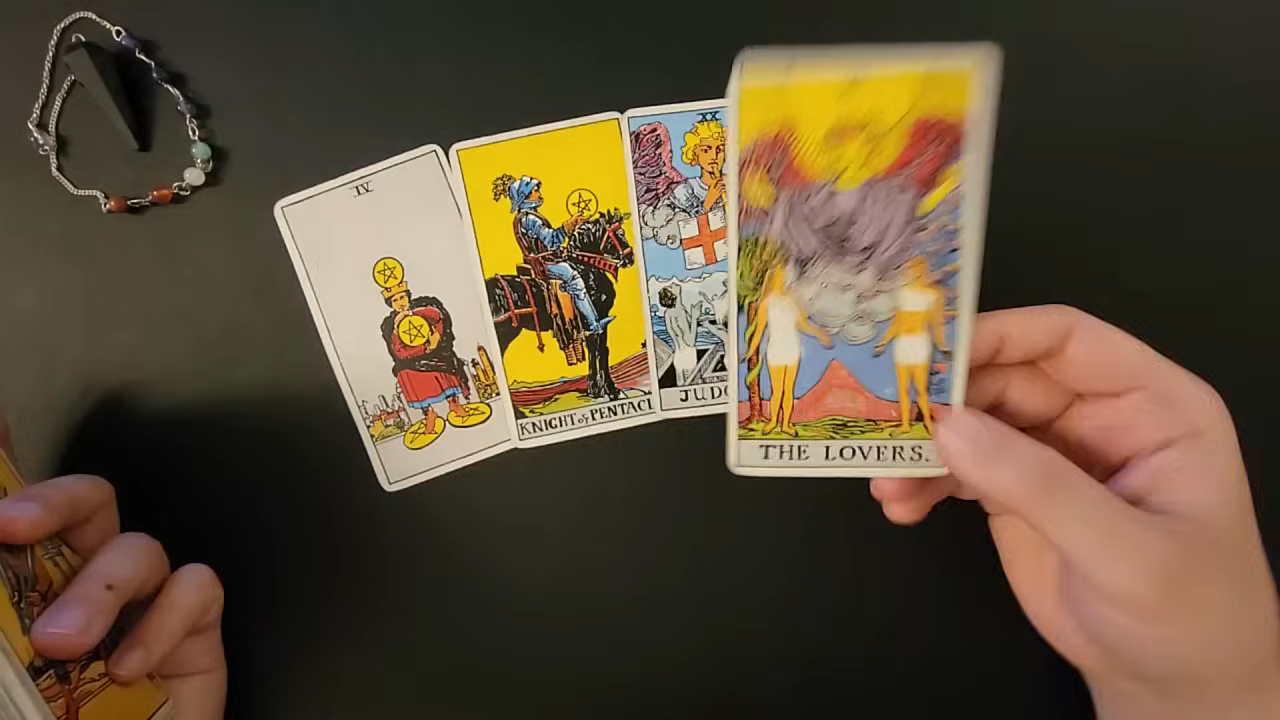 IV
KNIGHT of PENTACL
XX
JUDG
THE LOVERS.